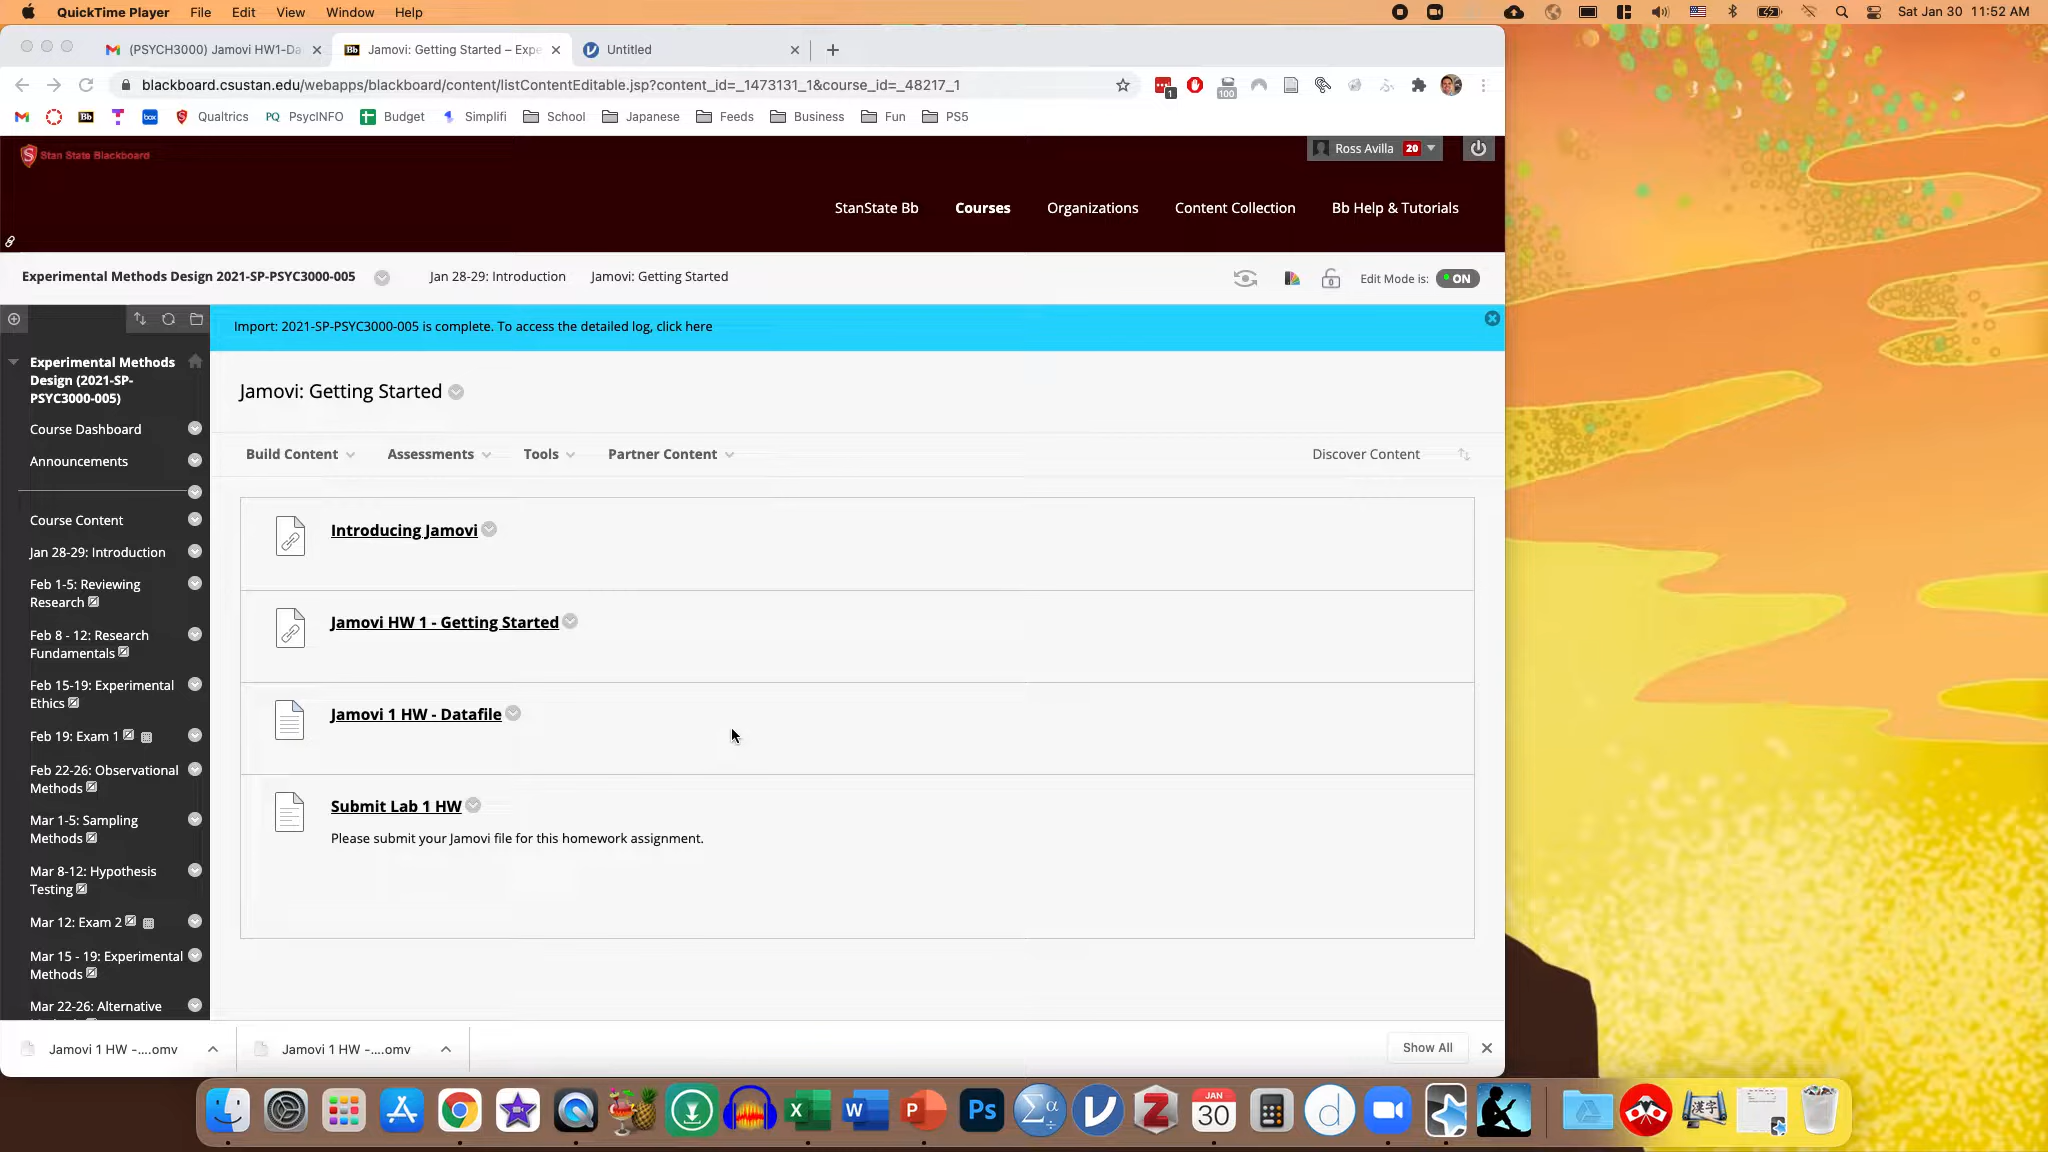 QuickTime Player File Edit View Window Help
Sat Jan 30 11:52 AM
(PSYCH3000) Jamovi HW1-Da
Bb Jamovi: Getting Started – Expe
Untitled
blackboard.csustan.edu/webapps/blackboard/content/listContentEditable.jsp?content_id=_1473131_1&course_id=_48217_1
1
100
Bb
box
Qualtrics
PQ PsycINFO
Budget
Simplifi
School
Japanese
Feeds
Business
Fun
PS5
Stan State Blackboard
Ross Avilla 20
StanState Bb Courses Organizations Content Collection Bb Help & Tutorials
Experimental Methods Design 2021-SP-PSYC3000-005
Jan 28-29: Introduction
Jamovi: Getting Started
Edit Mode is: ON
Import: 2021-SP-PSYC3000-005 is complete. To access the detailed log, click here
Experimental Methods
Design (2021-SP-
PSYC3000-005)
Course Dashboard
Announcements
Course Content
Jan 28-29: Introduction
Feb 1-5: Reviewing
Research
Feb 8 - 12: Research
Fundamentals
Feb 15-19: Experimental
Ethics
Feb 19: Exam 1
Feb 22-26: Observational
Methods
Mar 1-5: Sampling
Methods
Mar 8-12: Hypothesis
Testing
Mar 12: Exam 2
Mar 15 - 19: Experimental
Methods
Mar 22-26: Alternative
Jamovi: Getting Started
Build Content
Assessments
Tools
Partner Content
Discover Content
Introducing Jamovi
Jamovi HW 1 - Getting Started
Jamovi 1 HW - Datafile
Submit Lab 1 HW
Please submit your Jamovi file for this homework assignment.
Jamovi 1 HW -....omv
Jamovi 1 HW -....omv
Show All
X
W
P
Ps
Σα
Z
JAN
30
d
漢字